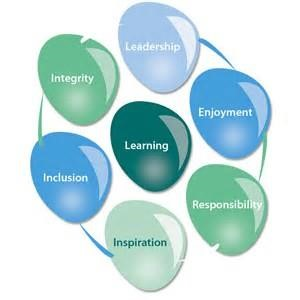 Leadership
Integrity
Enjoyment
Learning
Inclusion
Responsibility
Inspiration